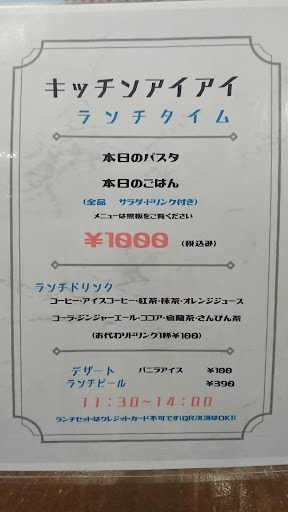 キッチンアイアイ
ランチタイム
本日のパスタ
本日のごはん
(全品 サラダ・ドリンク付き)
メニューは黒板をご覧ください
¥1000 (税込み)
ランチドリンク
コーヒー・アイスコーヒー・紅茶・抹茶・オレンジジュース
コーラ・ジンジャーエール・ココア・烏龍茶・さんぴん茶
(お代わりドリンク1杯¥100)
デザート バニラアイス ¥100
ランチビール ¥390
11:30~14:00
ランチセットはクレジットカード不可です(QR決済はOK!)